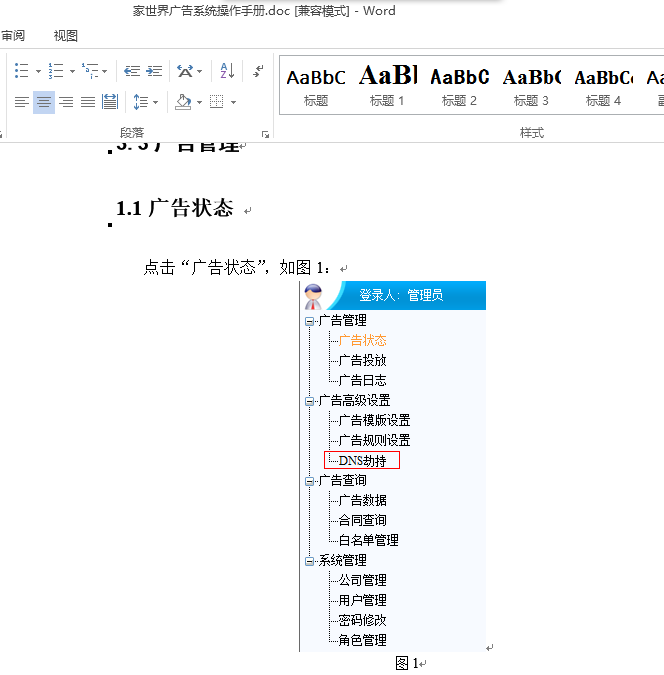 家世界广告系统操作手册.doc [兼容模式] - Word
审阅 视图
AaBbC AaBl AaBbC AaBb( AaBbC AA
标题 标题 1 标题 2 标题 3 标题 4
段落 样式
3.3 广告管理
1.1 广告状态
点击“广告状态”，如图 1：
登录人：管理员
广告管理
广告状态
广告投放
广告日志
广告高级设置
广告模版设置
广告规则设置
DNS劫持
广告查询
广告数据
合同查询
白名单管理
系统管理
公司管理
用户管理
密码修改
角色管理
图 1